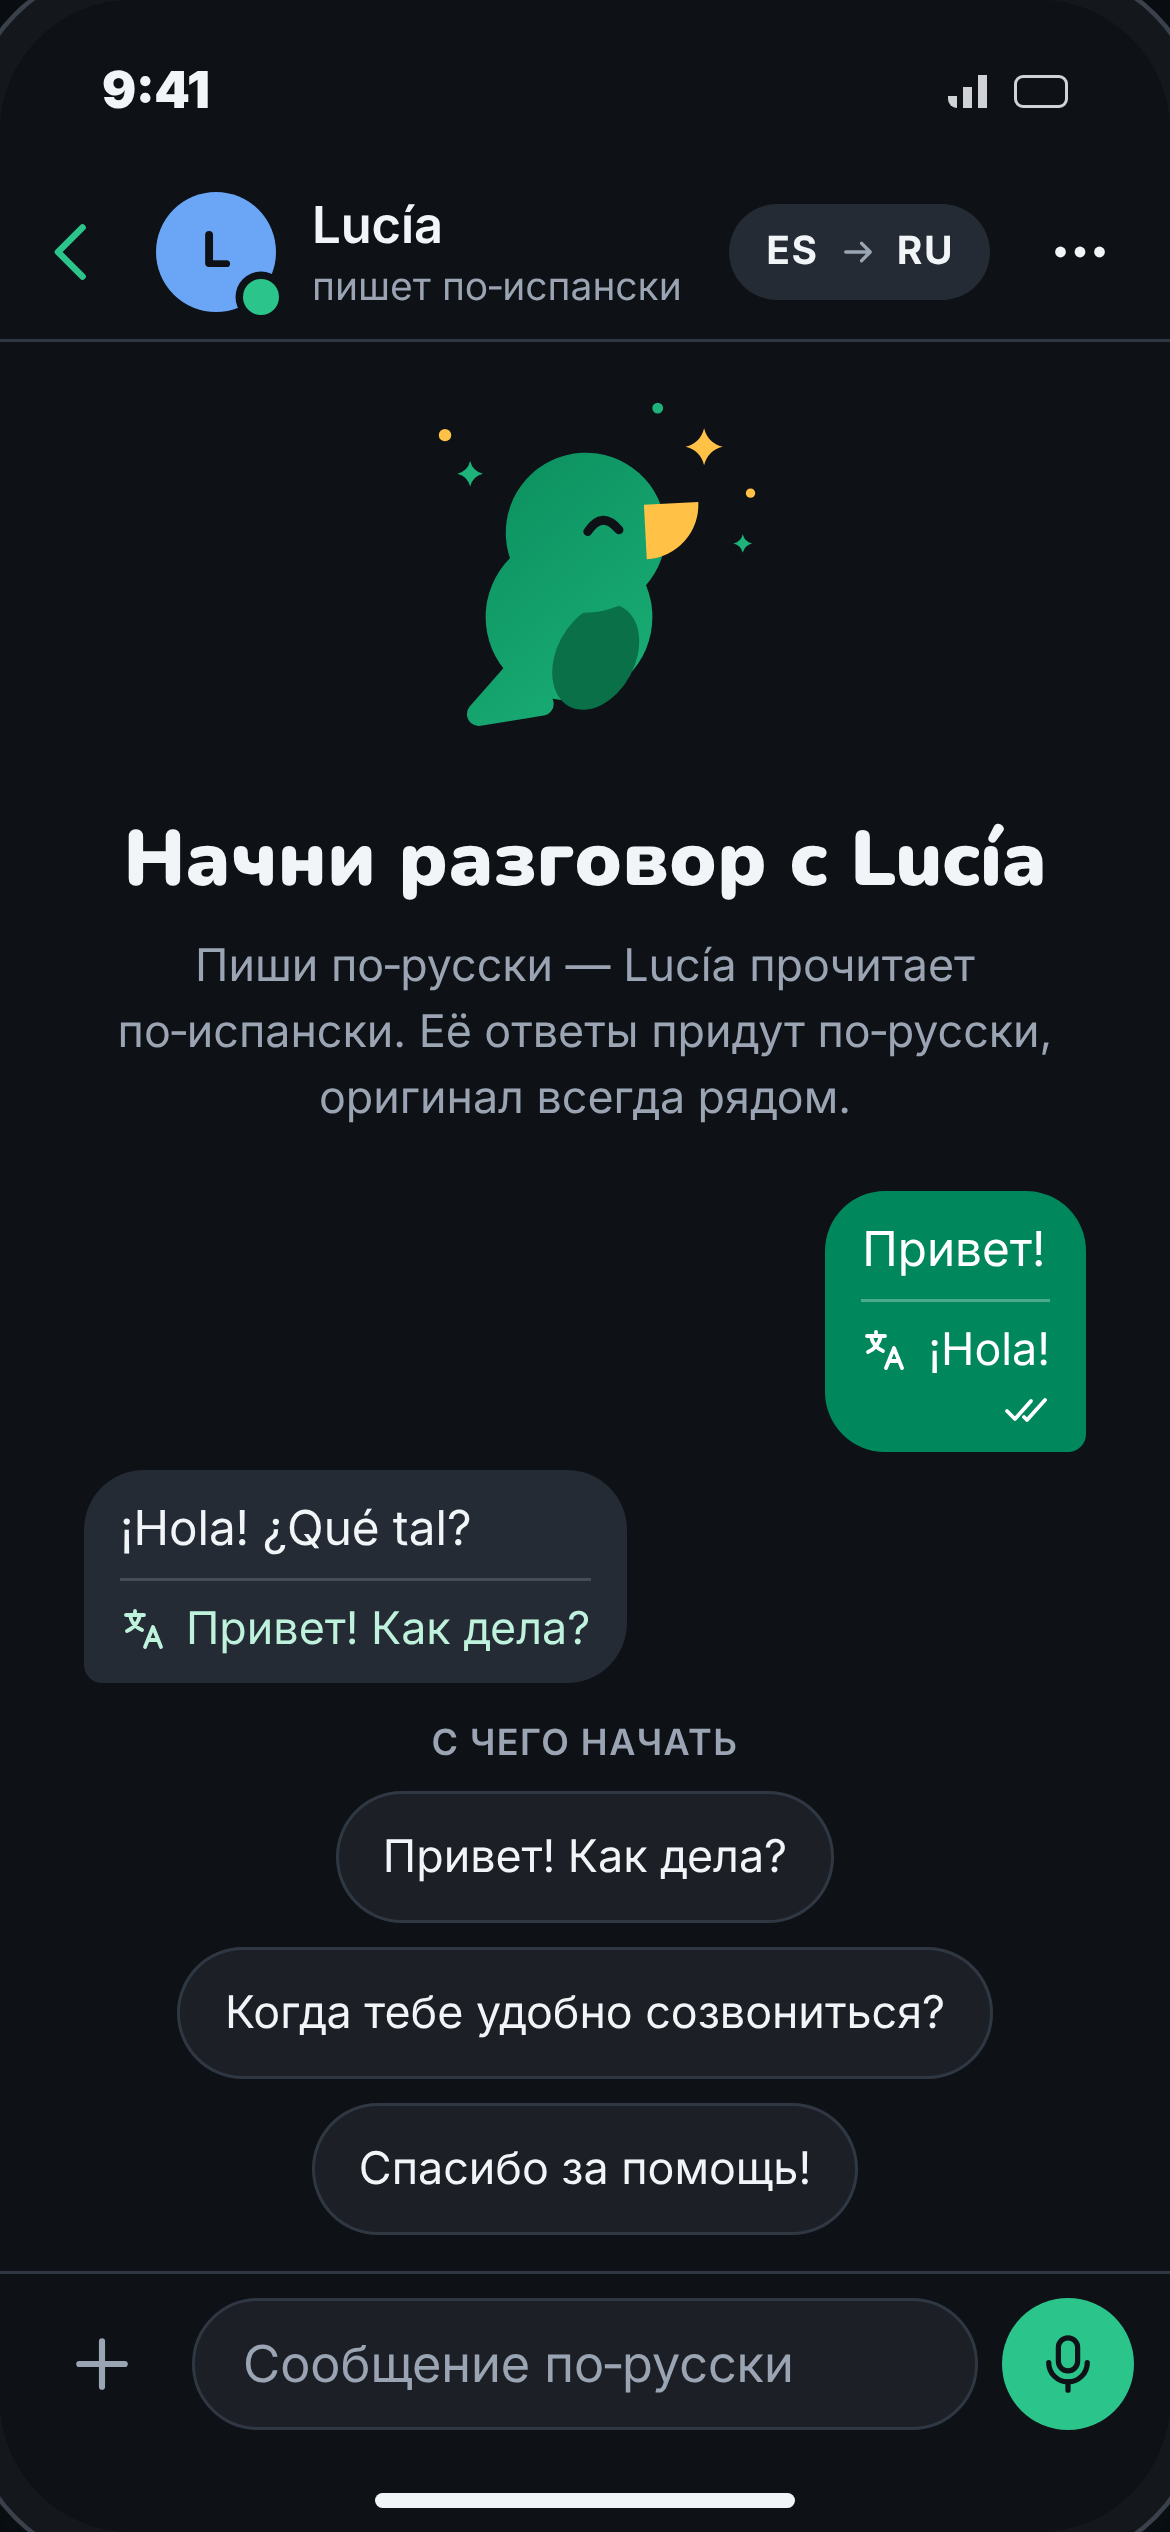 9:41
L
Lucía
пишет по-испански
ES → RU
Начни разговор с Lucía
Пиши по-русски — Lucía прочитает
по-испански. Её ответы придут по-русски,
оригинал всегда рядом.
Привет!
¡Hola!
¡Hola! ¿Qué tal?
Привет! Как дела?
С ЧЕГО НАЧАТЬ
Привет! Как дела?
Когда тебе удобно созвониться?
Спасибо за помощь!
Сообщение по-русски